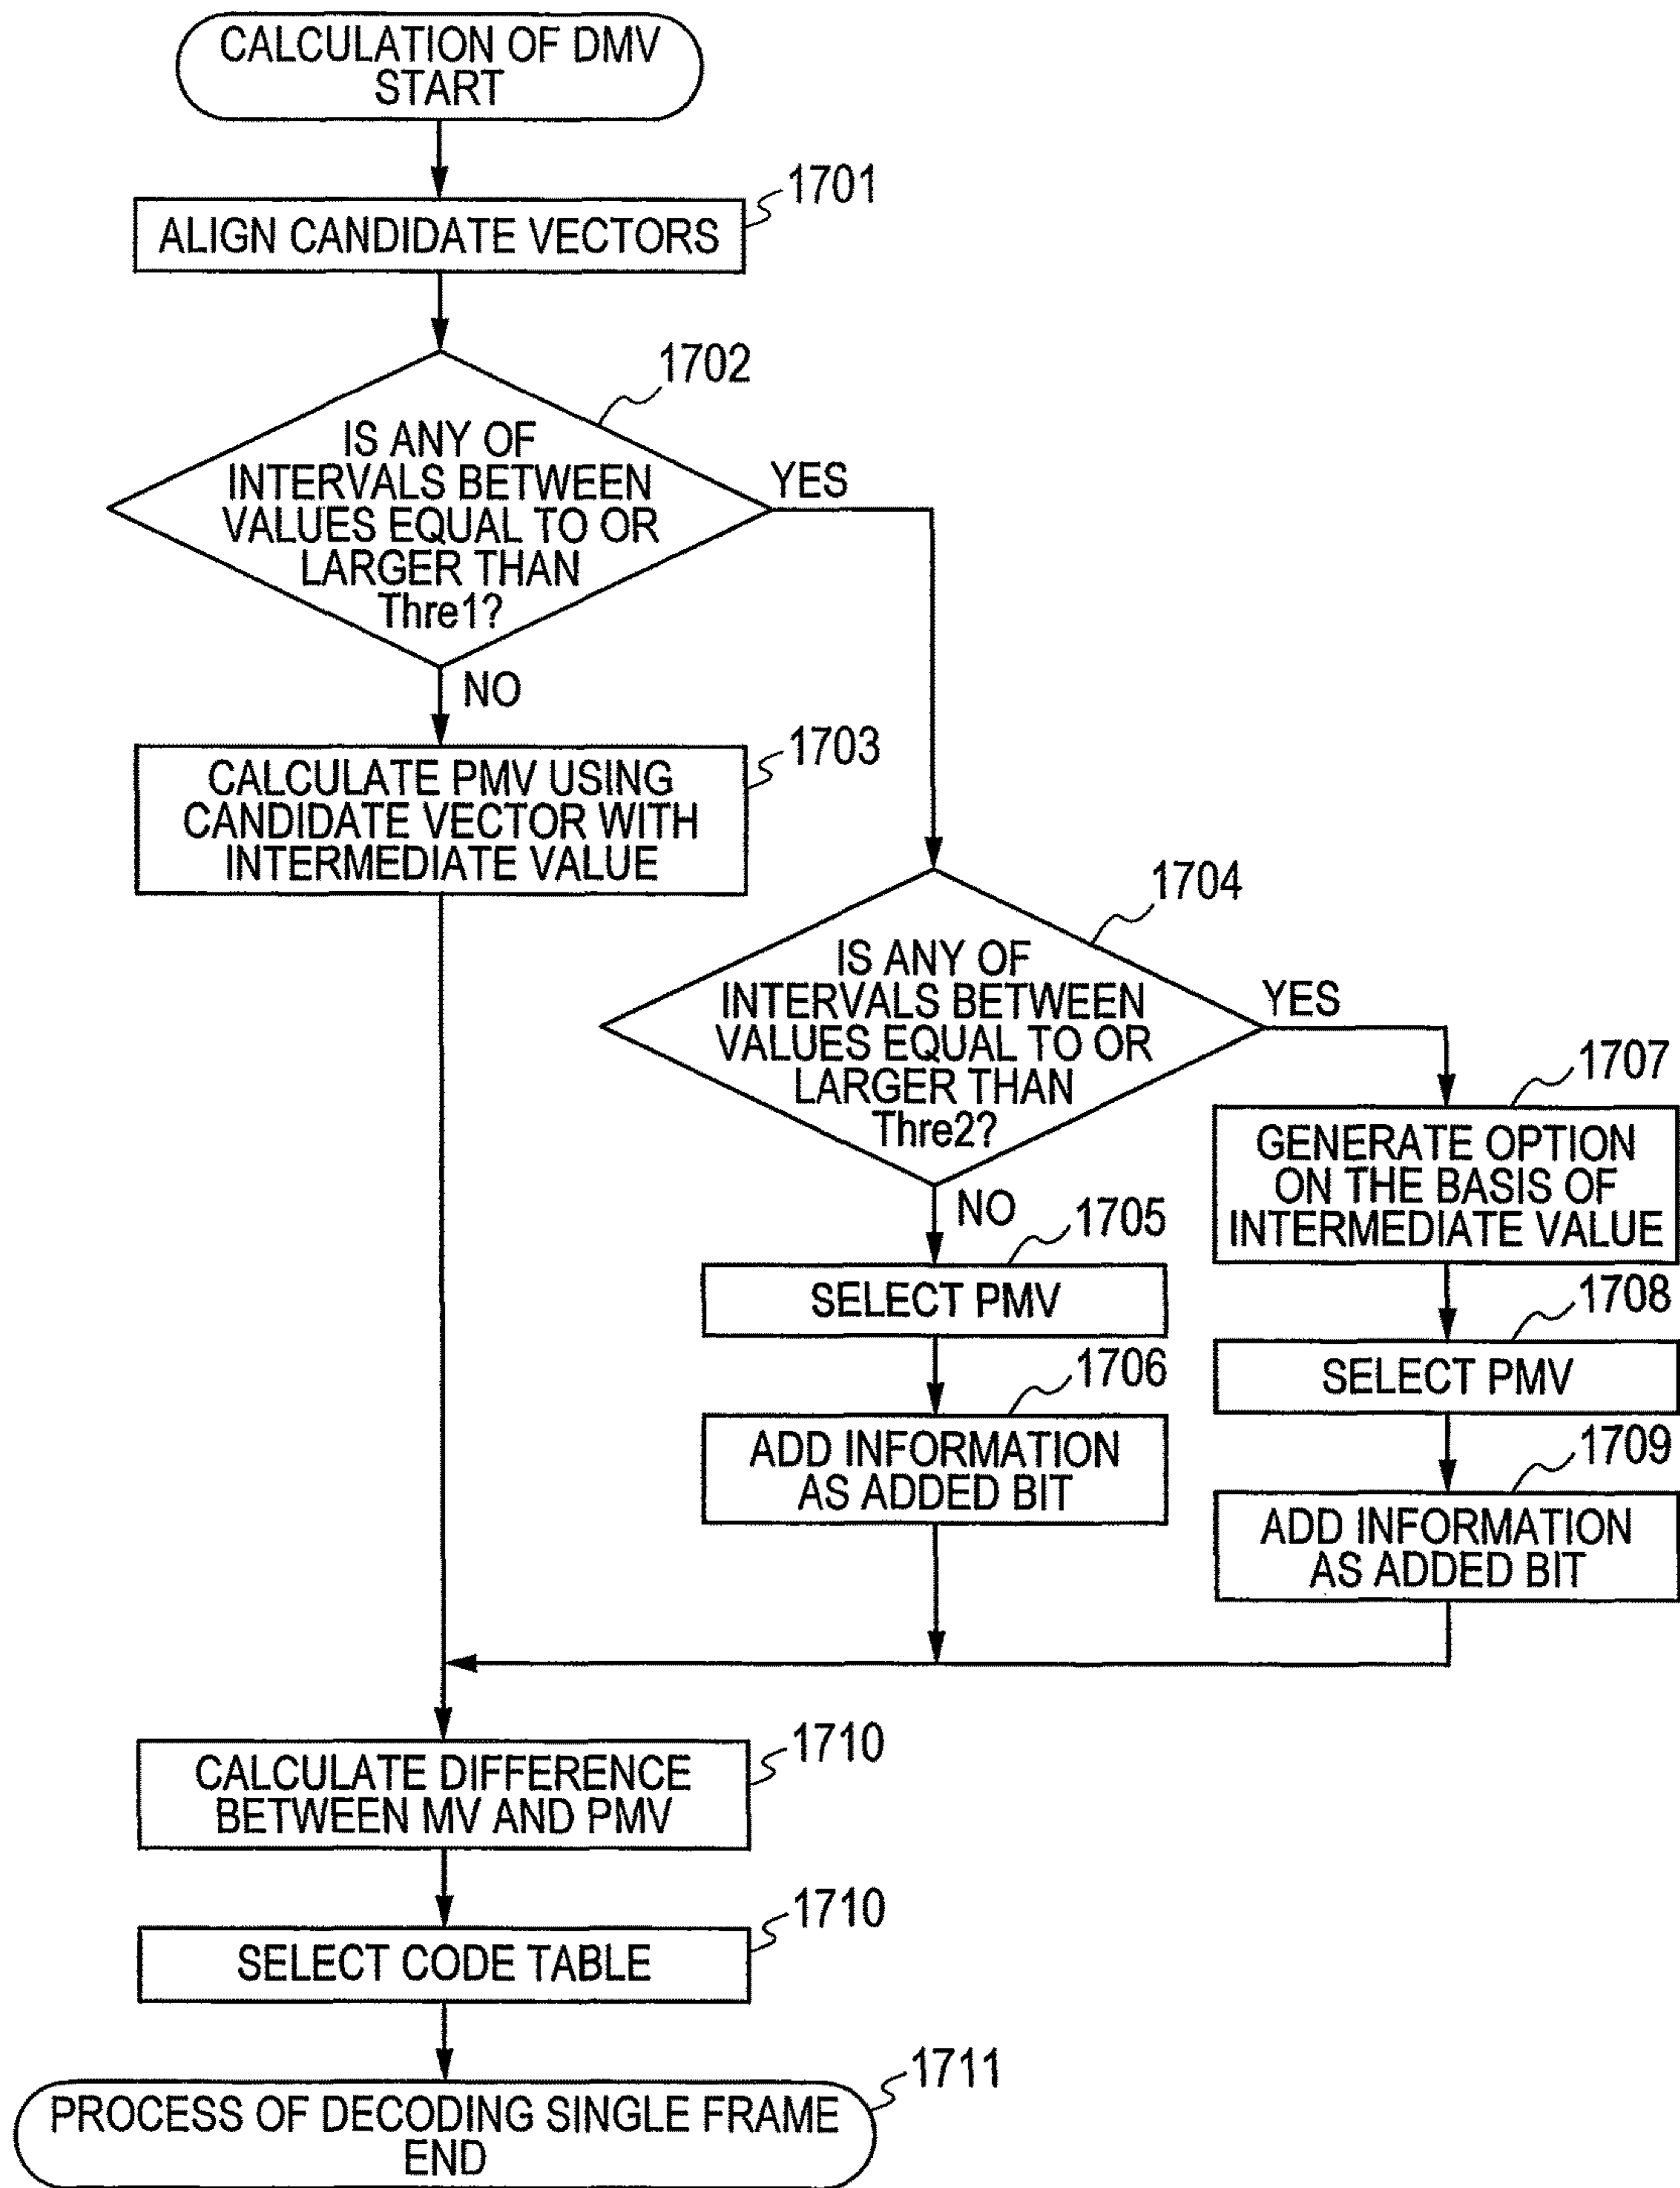 CALCULATION OF DMV
START
1701
ALIGN CANDIDATE VECTORS
1702
IS ANY OF
INTERVALS BETWEEN
VALUES EQUAL TO OR
LARGER THAN
Thre1?
YES
NO
1703
CALCULATE PMV USING
CANDIDATE VECTOR WITH
INTERMEDIATE VALUE
1704
IS ANY OF
INTERVALS BETWEEN
VALUES EQUAL TO OR
LARGER THAN
Thre2?
YES
NO
1705
SELECT PMV
1706
ADD INFORMATION
AS ADDED BIT
1707
GENERATE OPTION
ON THE BASIS OF
INTERMEDIATE VALUE
1708
SELECT PMV
1709
ADD INFORMATION
AS ADDED BIT
1710
CALCULATE DIFFERENCE
BETWEEN MV AND PMV
1710
SELECT CODE TABLE
1711
PROCESS OF DECODING SINGLE FRAME
END